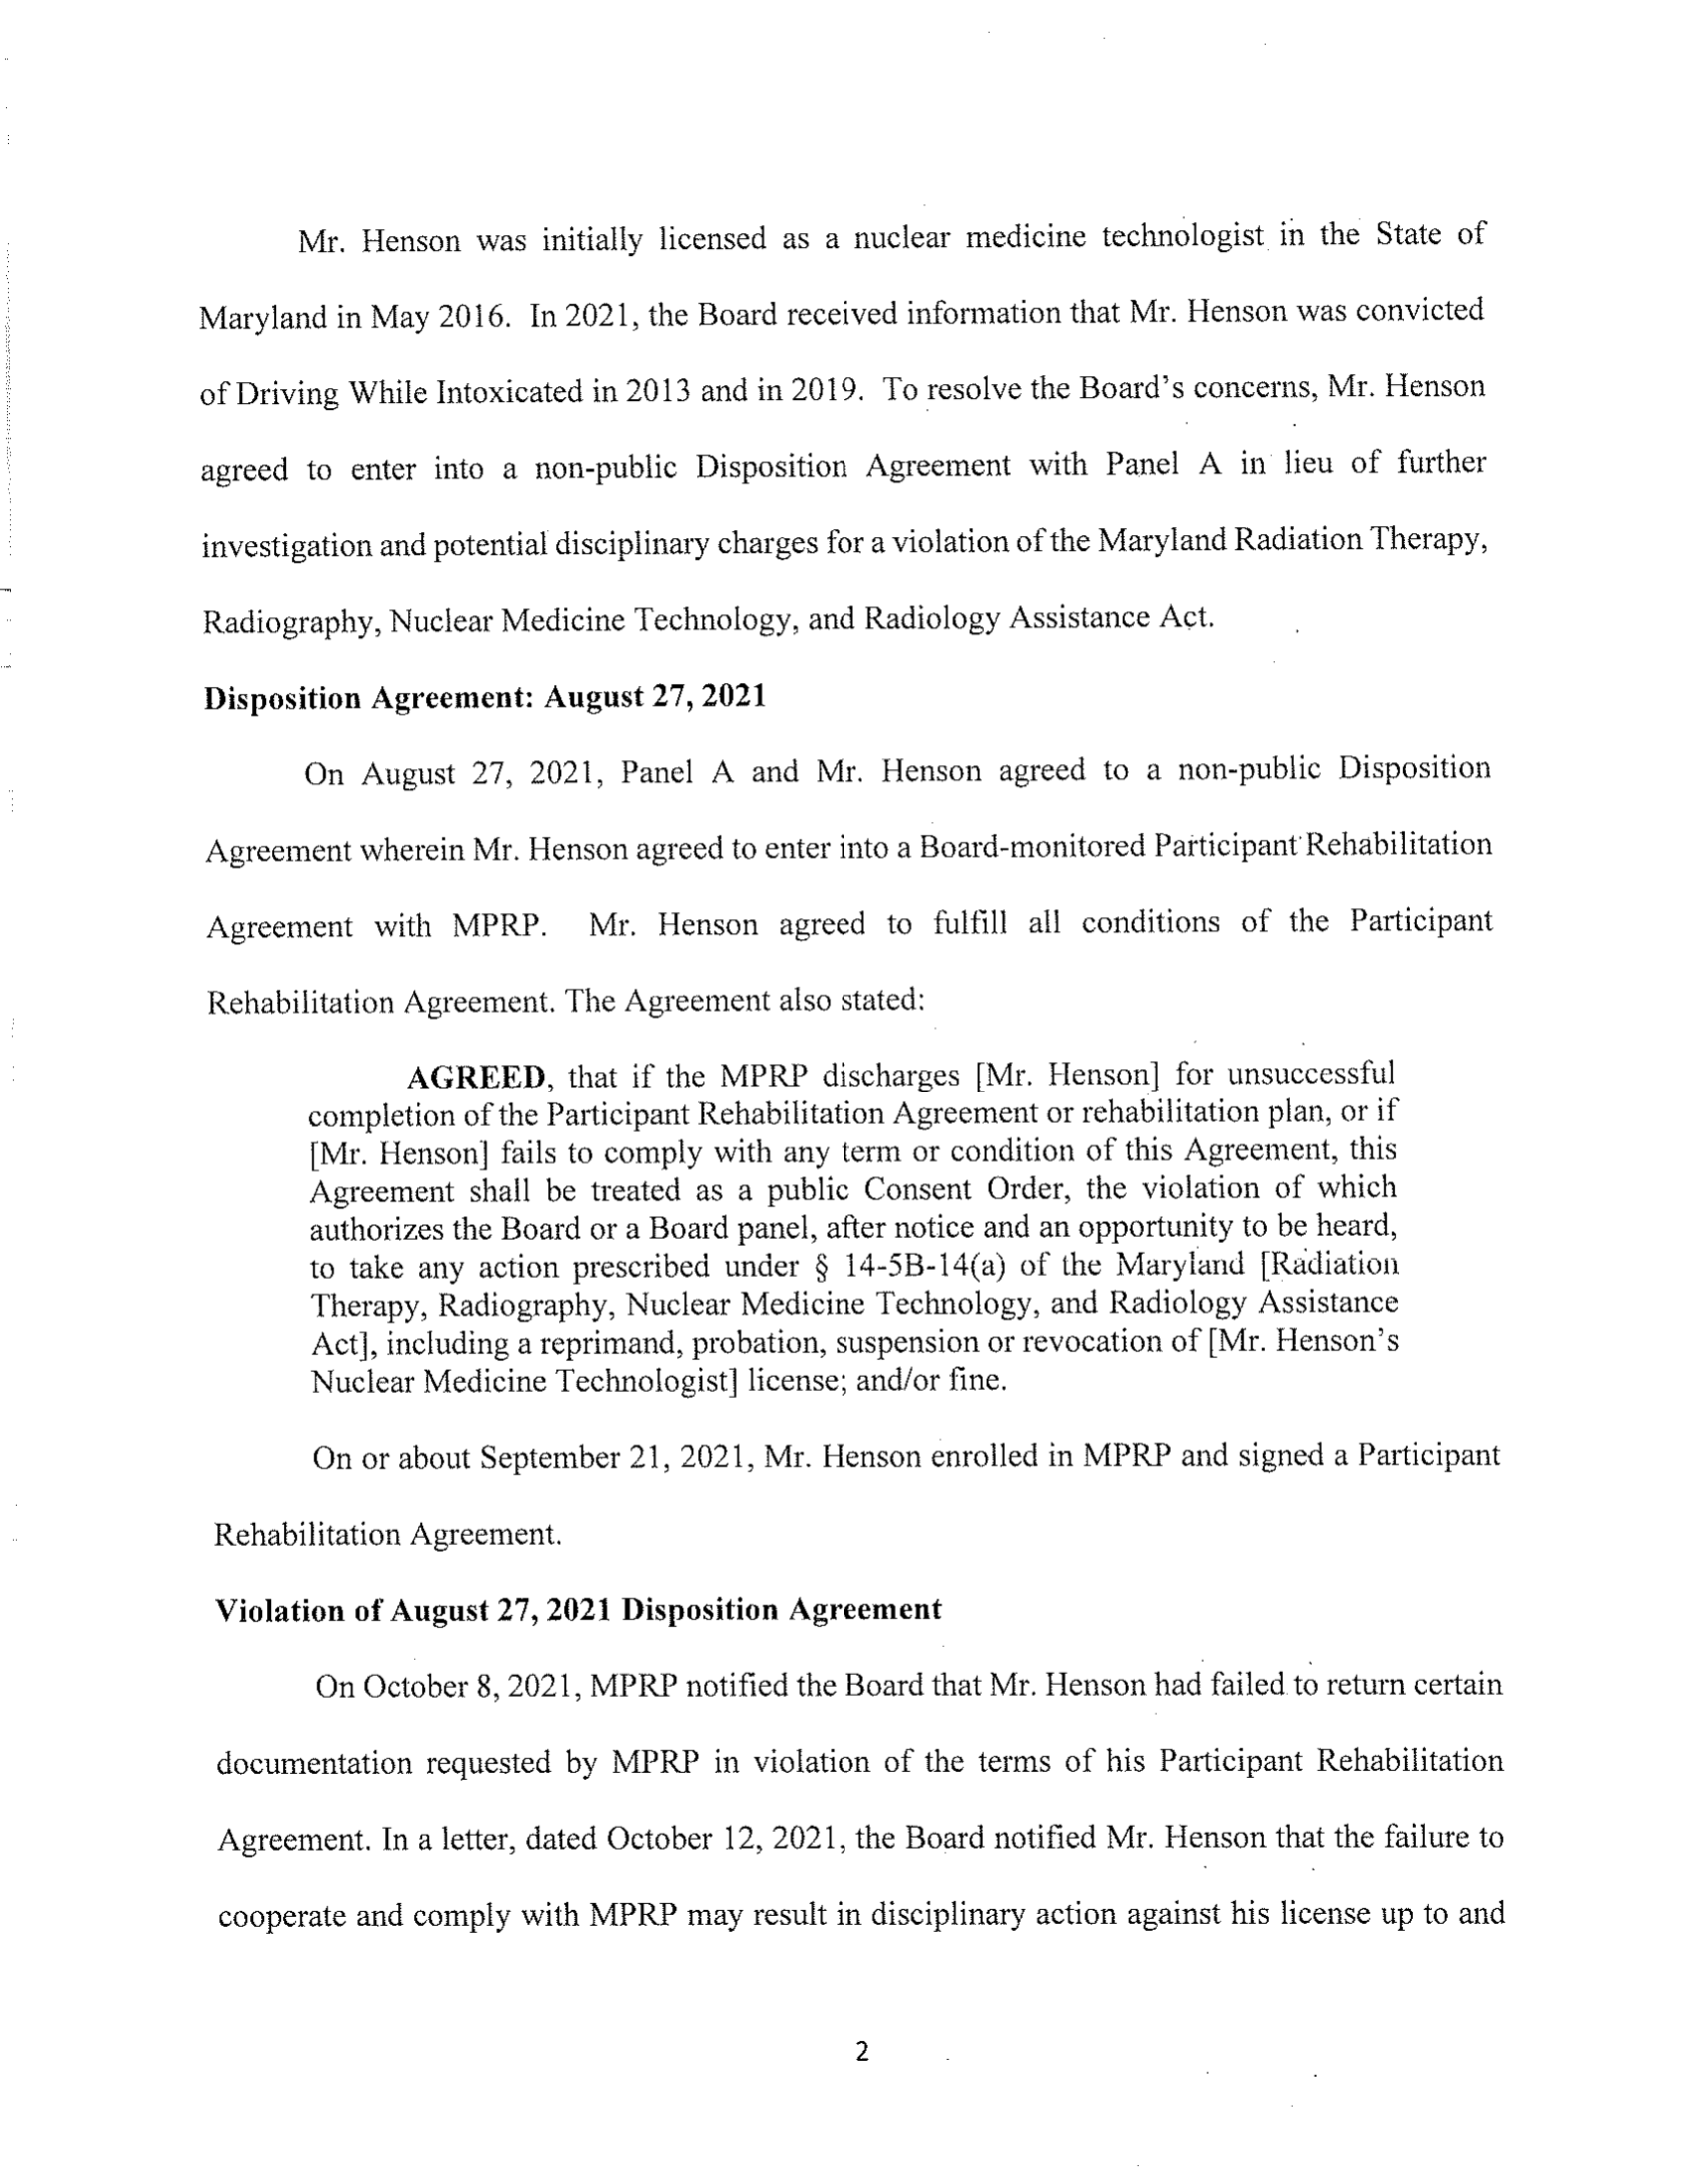 Mr. Henson was initially licensed as a nuclear medicine technologist in the State of
Maryland in May 2016. In 2021, the Board received information that Mr. Henson was convicted
of Driving While Intoxicated in 2013 and in 2019. To resolve the Board's concerns, Mr. Henson
agreed to enter into a non-public Disposition Agreement with Panel A in lieu of further
investigation and potential disciplinary charges for a violation of the Maryland Radiation Therapy,
Radiography, Nuclear Medicine Technology, and Radiology Assistance Act.
Disposition Agreement: August 27, 2021
On August 27, 2021, Panel A and Mr. Henson agreed to a non-public Disposition
Agreement wherein Mr. Henson agreed to enter into a Board-monitored Participant Rehabilitation
Agreement with MPRP. Mr. Henson agreed to fulfill all conditions of the Participant
Rehabilitation Agreement. The Agreement also stated:
AGREED, that if the MPRP discharges [Mr. Henson] for unsuccessful
completion of the Participant Rehabilitation Agreement or rehabilitation plan, or if
[Mr. Henson] fails to comply with any term or condition of this Agreement, this
Agreement shall be treated as a public Consent Order, the violation of which
authorizes the Board or a Board panel, after notice and an opportunity to be heard,
to take any action prescribed under § 14-5B-14(a) of the Maryland [Radiation
Therapy, Radiography, Nuclear Medicine Technology, and Radiology Assistance
Act], including a reprimand, probation, suspension or revocation of [Mr. Henson's
Nuclear Medicine Technologist] license; and/or fine.
On or about September 21, 2021, Mr. Henson enrolled in MPRP and signed a Participant
Rehabilitation Agreement.
Violation of August 27, 2021 Disposition Agreement
On October 8, 2021, MPRP notified the Board that Mr. Henson had failed to return certain
documentation requested by MPRP in violation of the terms of his Participant Rehabilitation
Agreement. In a letter, dated October 12, 2021, the Board notified Mr. Henson that the failure to
cooperate and comply with MPRP may result in disciplinary action against his license up to and
2